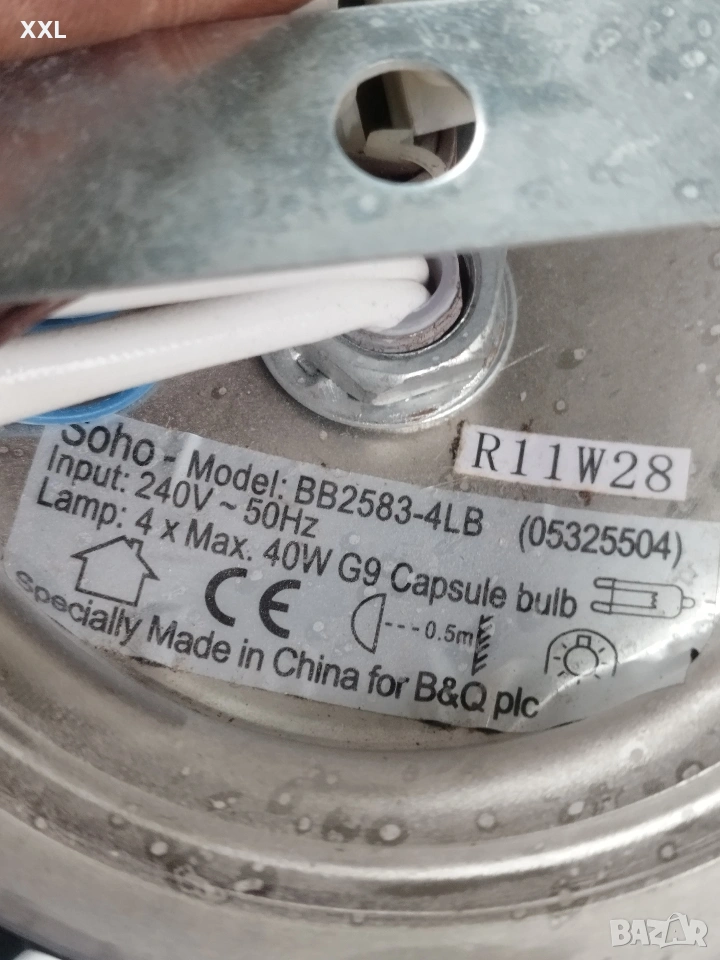 XXL
Soho - Model: BB2583-4LB (05325504)
R11W28
Input: 240V ~ 50Hz
Lamp: 4 x Max. 40W G9 Capsule bulb
CE
0.5m
specially Made in China for B&Q plc
BAZAR